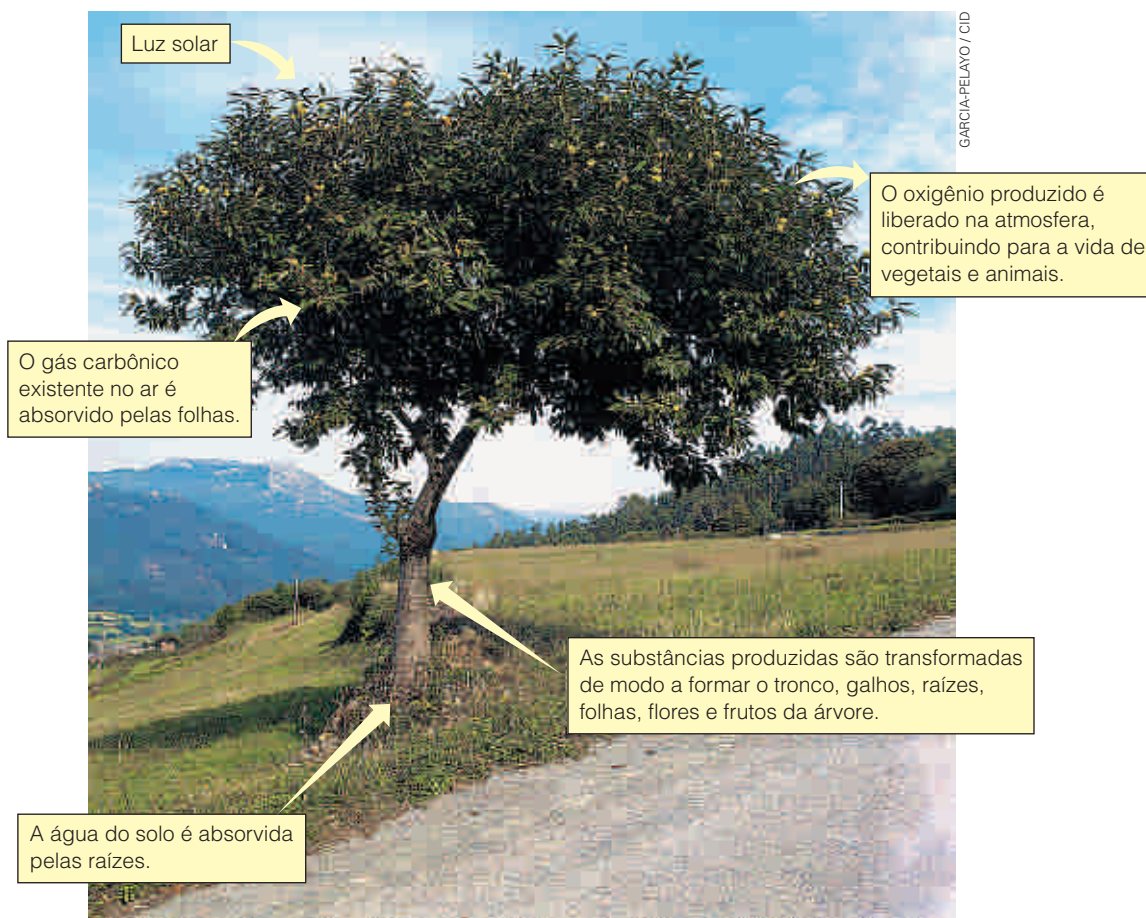 Luz solar
GARCIA-PELAYO / CID
O oxigênio produzido é
liberado na atmosfera,
contribuindo para a vida de
vegetais e animais.
O gás carbônico
existente no ar é
absorvido pelas folhas.
As substâncias produzidas são transformadas
de modo a formar o tronco, galhos, raízes,
folhas, flores e frutos da árvore.
A água do solo é absorvida
pelas raízes.